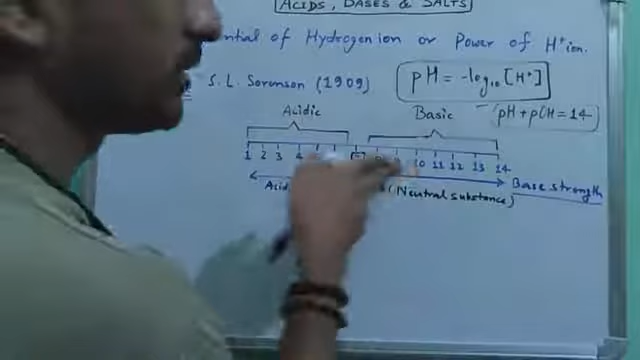 ACIDS, BASES & SALTS
of Hydrogen ion or Power of H⁺ ion.
S. L. Sorenson (1909) pH = -log₁₀ [H⁺]
Acidic Basic pH + pOH = 14
1 2 3 4 10 11 12 13 14
(Neutral substance) Base strength